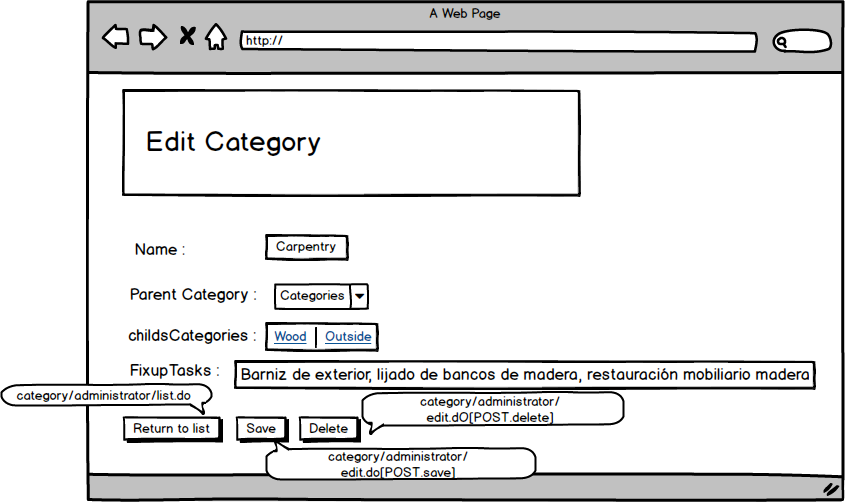 A Web Page
http://
Edit Category
Name :
Carpentry
Parent Category :
Categories
childsCategories :
Wood
Outside
FixupTasks :
Barniz de exterior, lijado de bancos de madera, restauración mobiliario madera
category/administrator/list.do
category/administrator/
edit.dO[POST.delete]
Return to list
Save
Delete
category/administrator/
edit.do[POST.save]